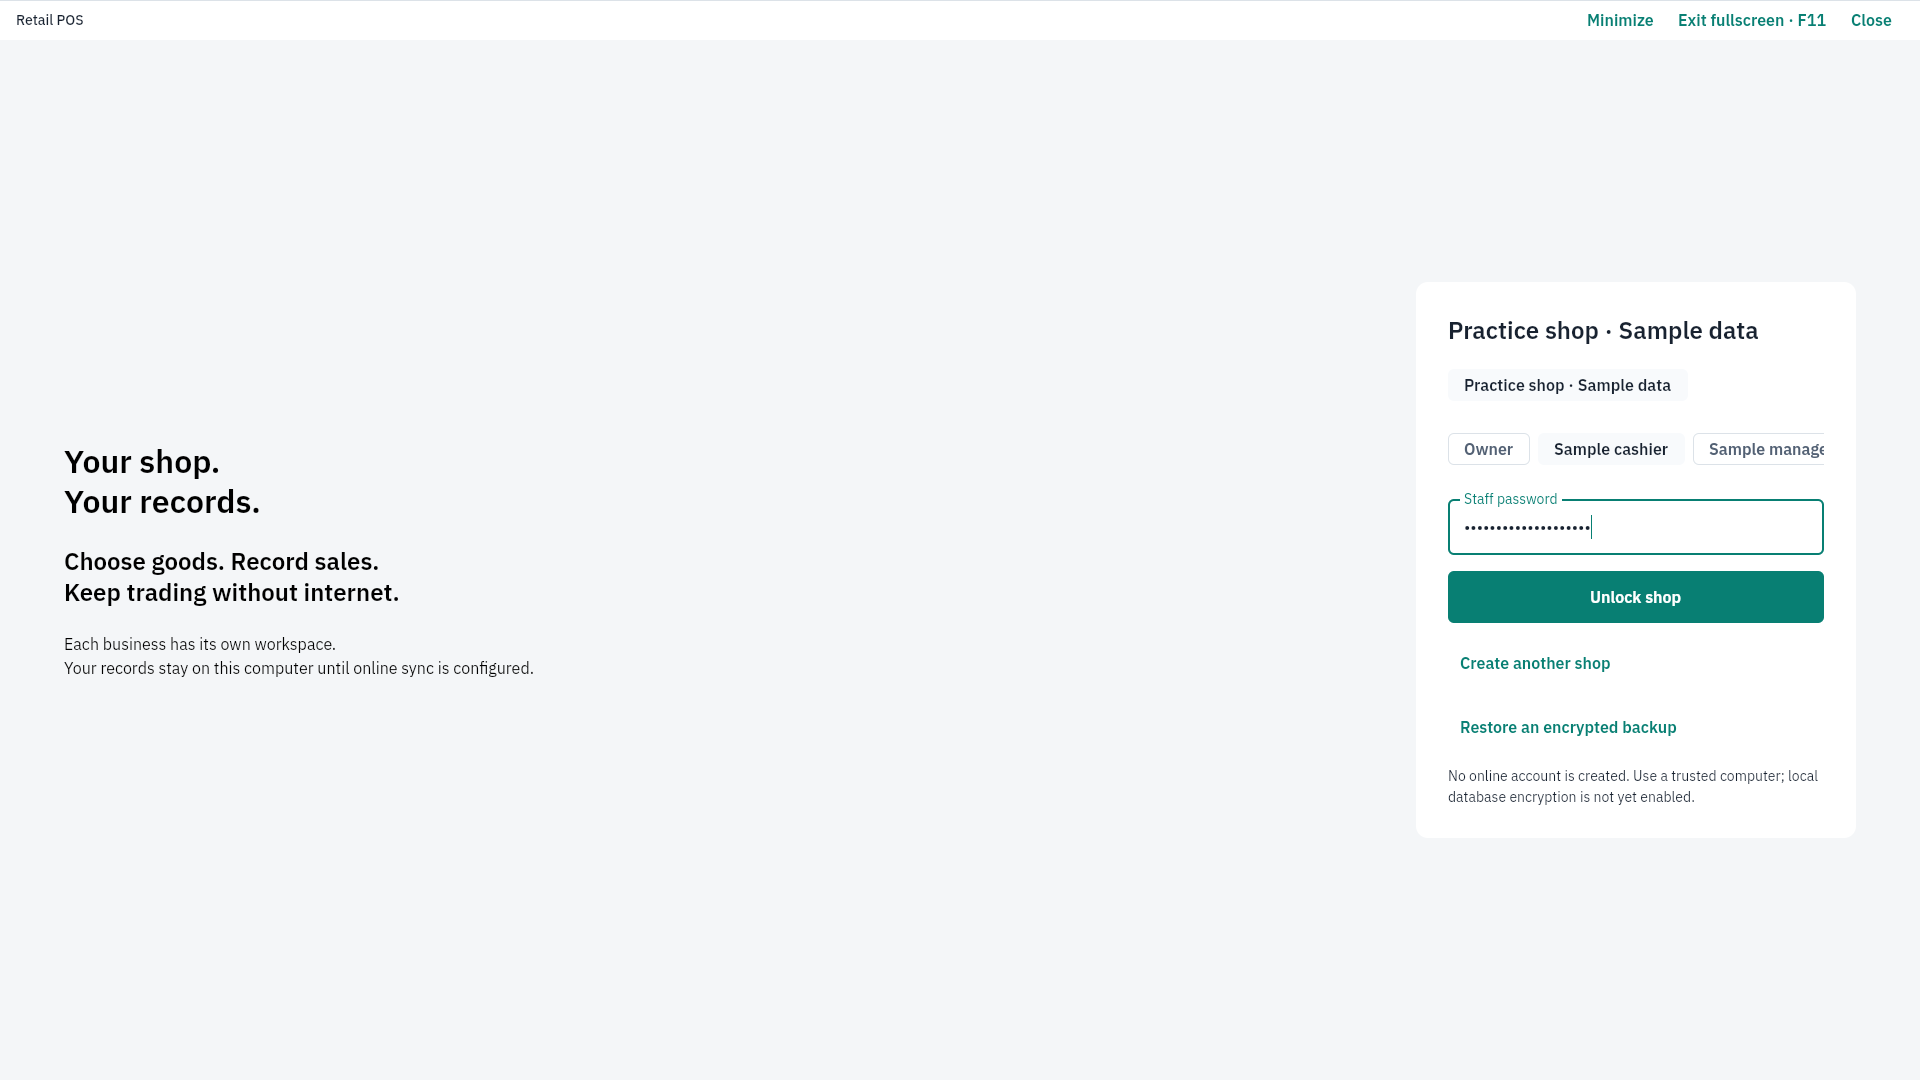 Retail POS
Minimize
Exit fullscreen · F11
Close
Your shop.
Your records.
Choose goods. Record sales.
Keep trading without internet.
Each business has its own workspace.
Your records stay on this computer until online sync is configured.
Practice shop · Sample data
Practice shop · Sample data
Owner
Sample cashier
Sample manage
Staff password
••••••••••••••••••••
Unlock shop
Create another shop
Restore an encrypted backup
No online account is created. Use a trusted computer; local
database encryption is not yet enabled.